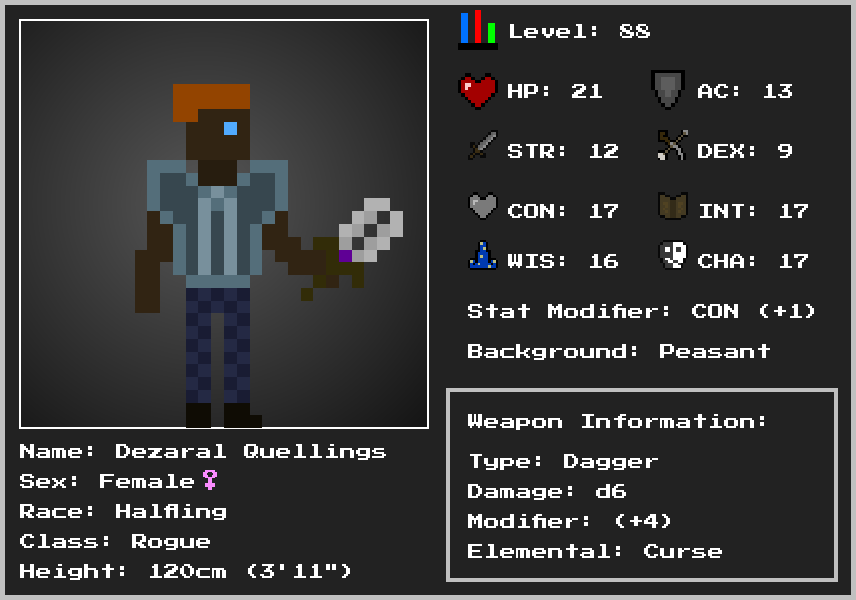 Level: 88
HP: 21
AC: 13
STR: 12
DEX: 9
CON: 17
INT: 17
WIS: 16
CHA: 17
Stat Modifier: CON (+1)
Background: Peasant
Weapon Information:
Type: Dagger
Damage: d6
Modifier: (+4)
Elemental: Curse
Name: Dezaral Quellings
Sex: Female♀
Race: Halfling
Class: Rogue
Height: 120cm (3'11")